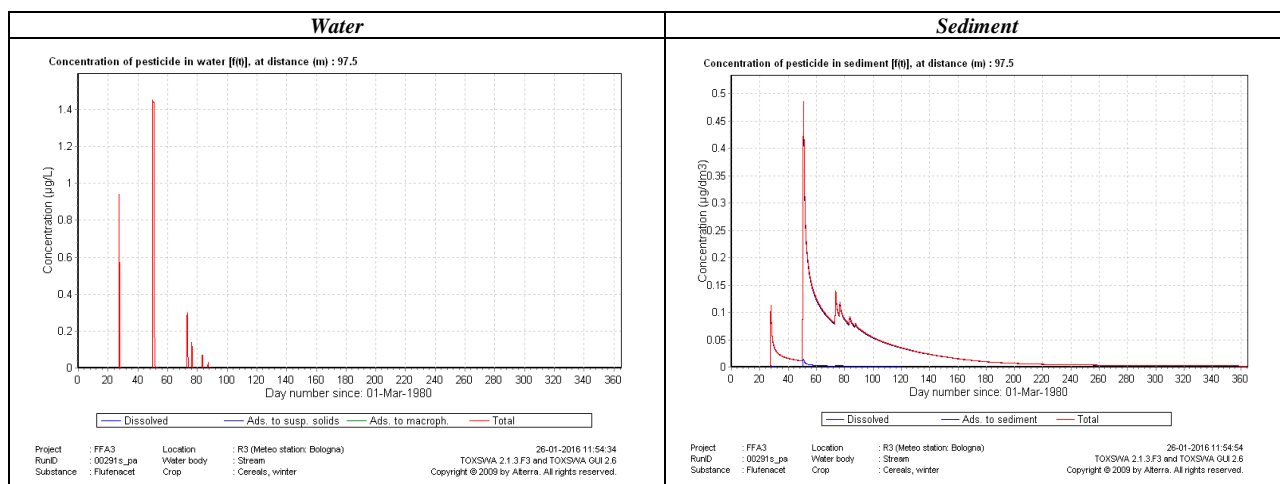 Water
Sediment
Concentration of pesticide in water [f(t)], at distance (m) : 97.5
Concentration (µg/L)
1.4
1.2
1
0.8
0.6
0.4
0.2
0
0 20 40 60 80 100 120 140 160 180 200 220 240 260 280 300 320 340 360
Day number since: 01-Mar-1980
Dissolved Ads. to susp. solids Ads. to macroph. Total
Project : FFA3 Location : R3 (Meteo station: Bologna) 26-01-2016 11:54:34
RunID : 00291s_pa Water body : Stream TOXSWA 2.1.3.F3 and TOXSWA GUI 2.6
Substance : Flufenacet Crop : Cereals, winter Copyright © 2009 by Alterra. All rights reserved.
Concentration of pesticide in sediment [f(t)], at distance (m) : 97.5
Concentration (µg/dm3)
0.5
0.45
0.4
0.35
0.3
0.25
0.2
0.15
0.1
0.05
0
0 20 40 60 80 100 120 140 160 180 200 220 240 260 280 300 320 340 360
Day number since: 01-Mar-1980
Dissolved Ads. to sediment Total
Project : FFA3 Location : R3 (Meteo station: Bologna) 26-01-2016 11:54:54
RunID : 00291s_pa Water body : Stream TOXSWA 2.1.3.F3 and TOXSWA GUI 2.6
Substance : Flufenacet Crop : Cereals, winter Copyright © 2009 by Alterra. All rights reserved.